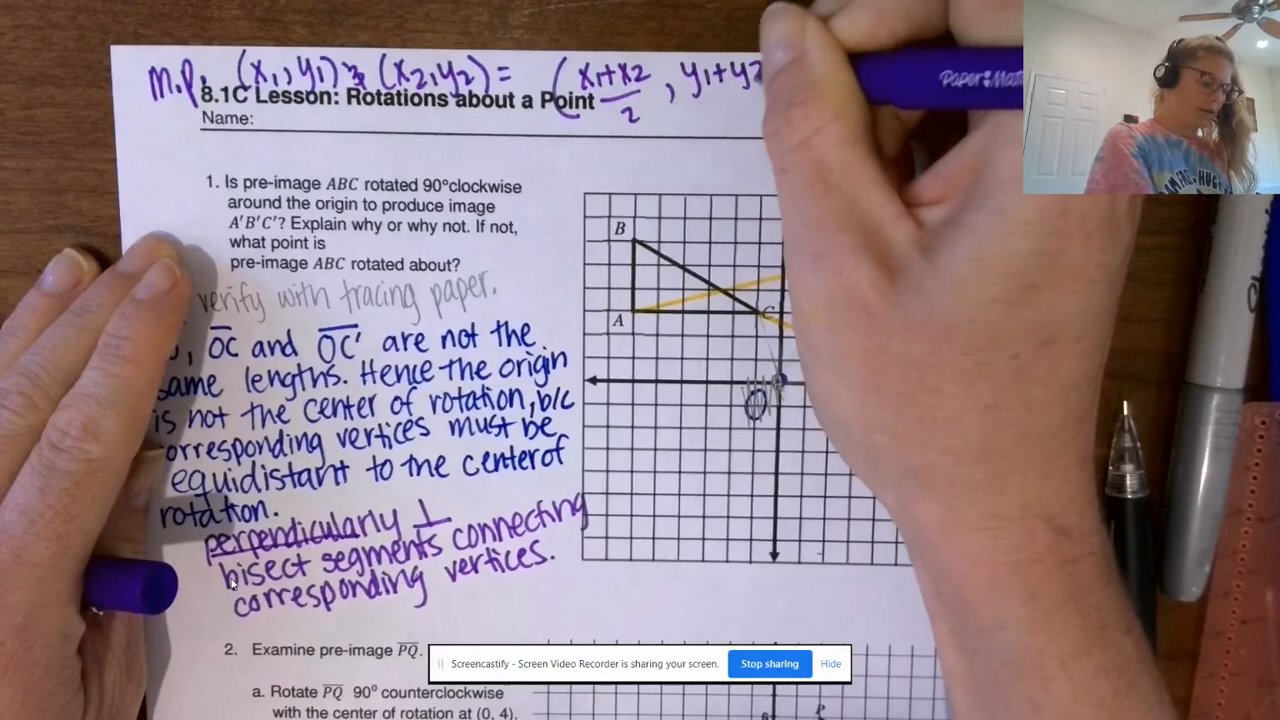 m.p. (x₁, y₁) & (x₂, y₂) = (x₁+x₂/2, y₁+y₂
8.1C Lesson: Rotations about a Point
Name:
1. Is pre-image ABC rotated 90°clockwise
around the origin to produce image
A'B'C'? Explain why or why not. If not,
what point is
pre-image ABC rotated about?
verify with tracing paper.
OC and OC' are not the
same lengths. Hence the origin
is not the center of rotation, b/c
corresponding vertices must be
equidistant to the center of
rotation.
perpendicularly ⊥
bisect segments connecting
corresponding vertices.
B
A
C
2. Examine pre-image PQ.
a. Rotate PQ 90° counterclockwise
with the center of rotation at (0, 4).
P
6
Screencastify - Screen Video Recorder is sharing your screen.
Stop sharing
Hide